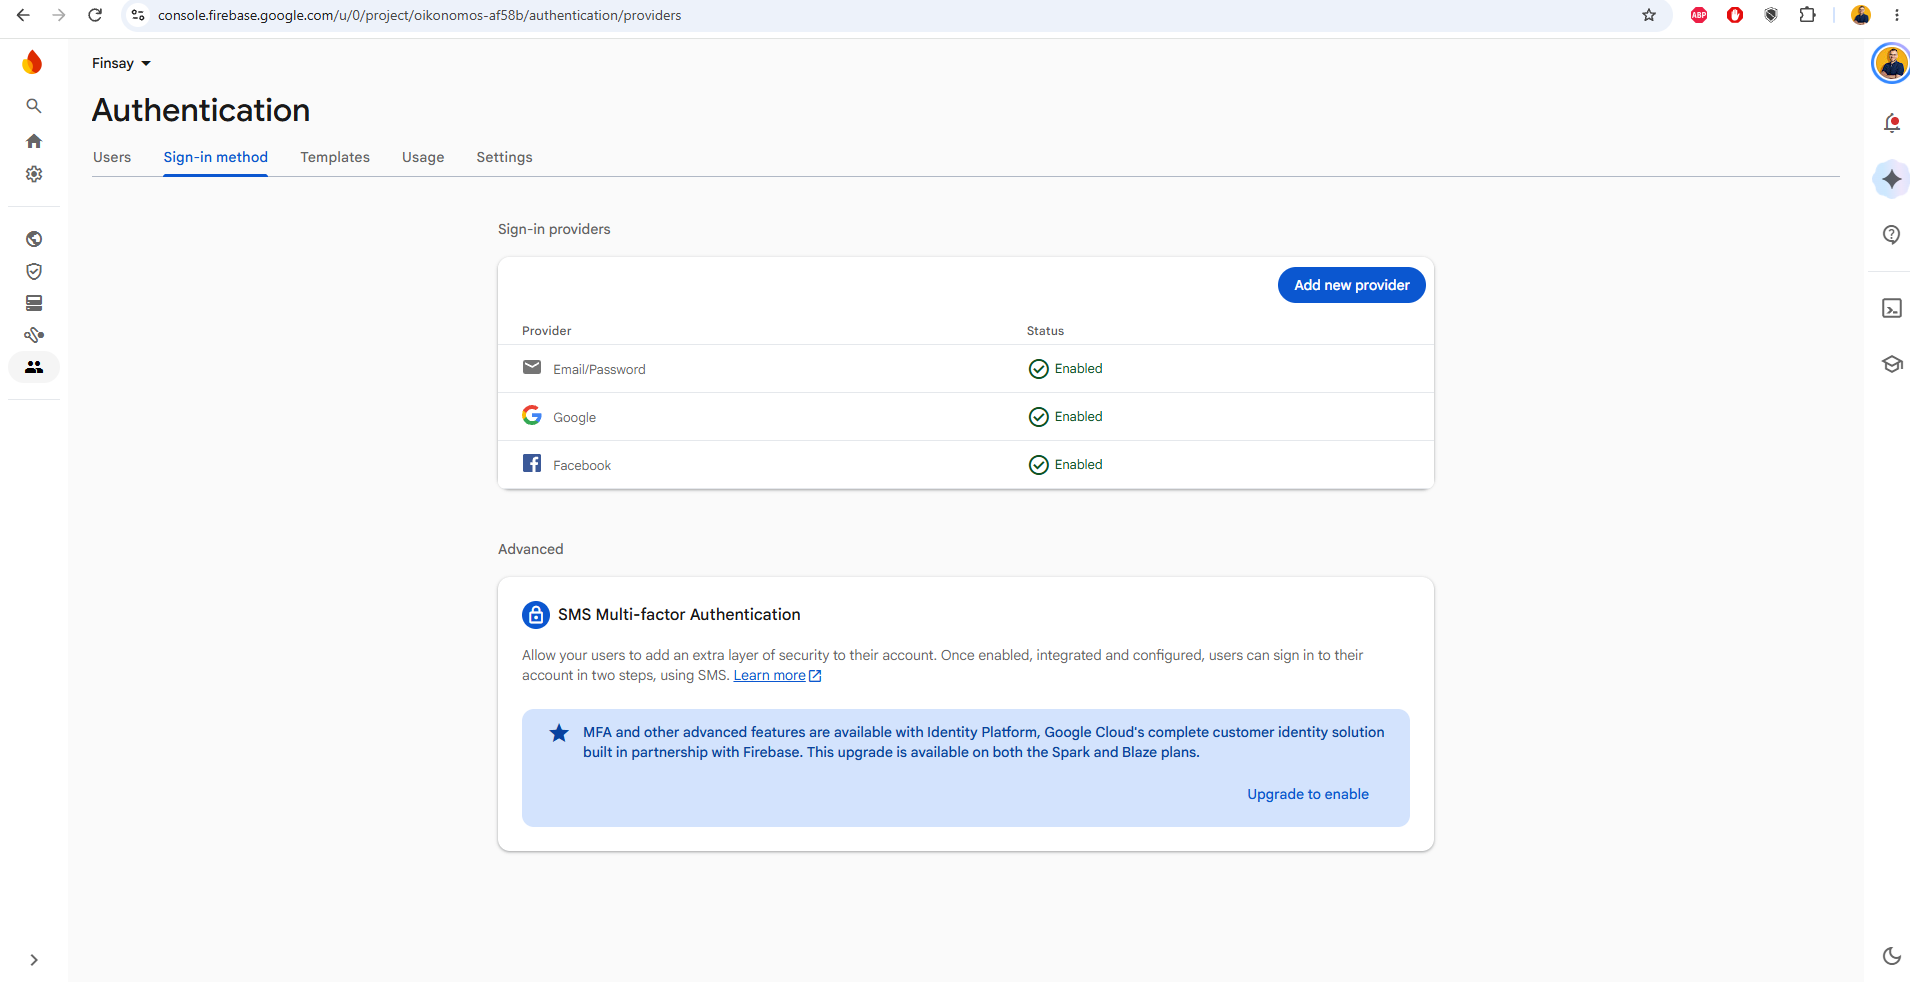 console.firebase.google.com/u/0/project/oikonomos-af58b/authentication/providers
ABP
Finsay
Authentication
Users Sign-in method Templates Usage Settings
Sign-in providers
Add new provider
Provider Status
Email/Password Enabled
Google Enabled
Facebook Enabled
Advanced
SMS Multi-factor Authentication
Allow your users to add an extra layer of security to their account. Once enabled, integrated and configured, users can sign in to their
account in two steps, using SMS. Learn more
MFA and other advanced features are available with Identity Platform, Google Cloud's complete customer identity solution
built in partnership with Firebase. This upgrade is available on both the Spark and Blaze plans.
Upgrade to enable